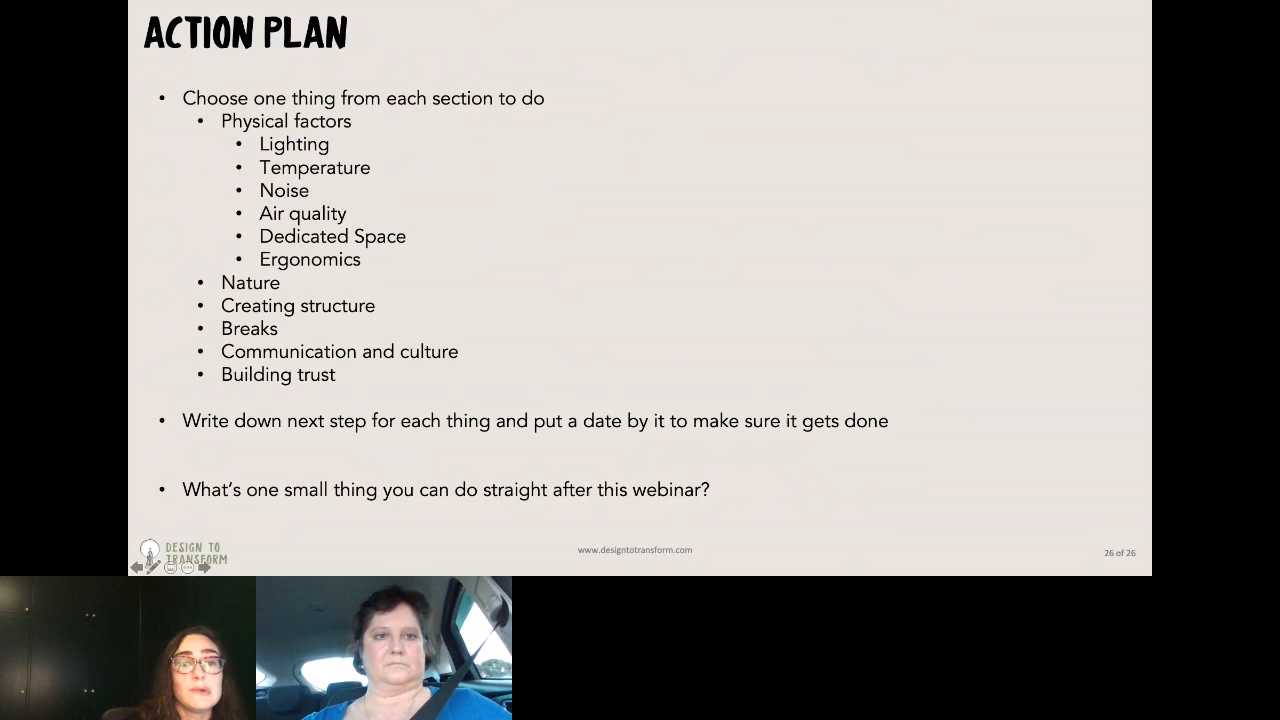 ACTION PLAN
• Choose one thing from each section to do
• Physical factors
• Lighting
• Temperature
• Noise
• Air quality
• Dedicated Space
• Ergonomics
• Nature
• Creating structure
• Breaks
• Communication and culture
• Building trust
• Write down next step for each thing and put a date by it to make sure it gets done
• What's one small thing you can do straight after this webinar?
DESIGN TO
TRANSFORM
www.designtotransform.com
26 of 26